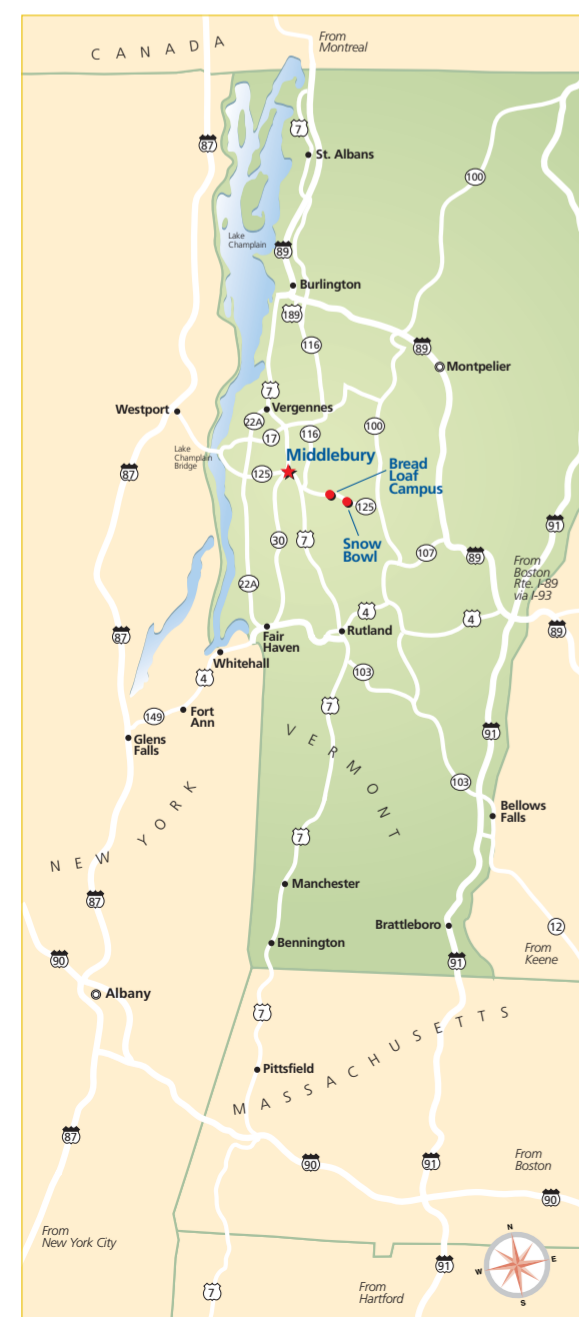 From
Montreal
CANADA
87
7
St. Albans
100
Lake
Champlain
89
Burlington
189
116
89
Montpelier
7
Westport
Vergennes
22A
17
116
100
Lake
Champlain
Bridge
Middlebury
87
125
Bread
Loaf
Campus
125
Snow
Bowl
91
30
7
107
89
From
Boston
Rte. I-89
via I-93
22A
4
4
89
87
Fair
Haven
Rutland
Whitehall
4
103
7
149
Fort
Ann
Glens
Falls
91
VERMONT
103
Bellows
Falls
NEW YORK
7
87
Manchester
Brattleboro
12
From
Keene
Bennington
90
91
Albany
7
MASSACHUSETTS
Pittsfield
87
90
91
From
Boston
90
From
New York City
N
E
W
S
91
7
From
Hartford